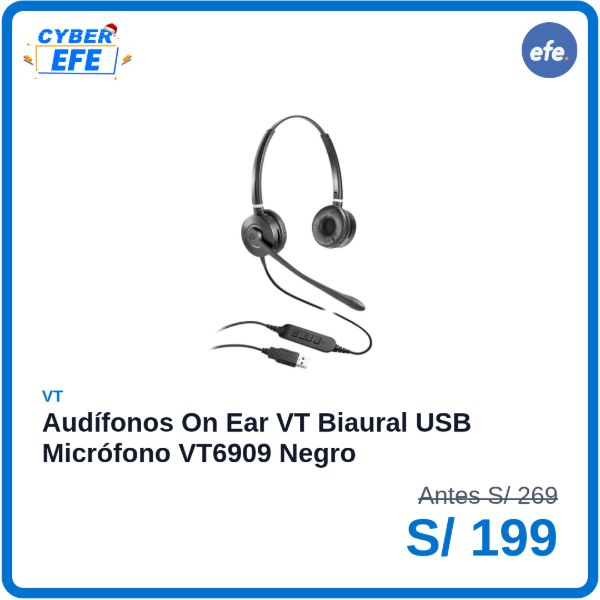 CYBER
EFE
efe.
VT
Audífonos On Ear VT Biaural USB
Micrófono VT6909 Negro
Antes S/ 269
S/ 199